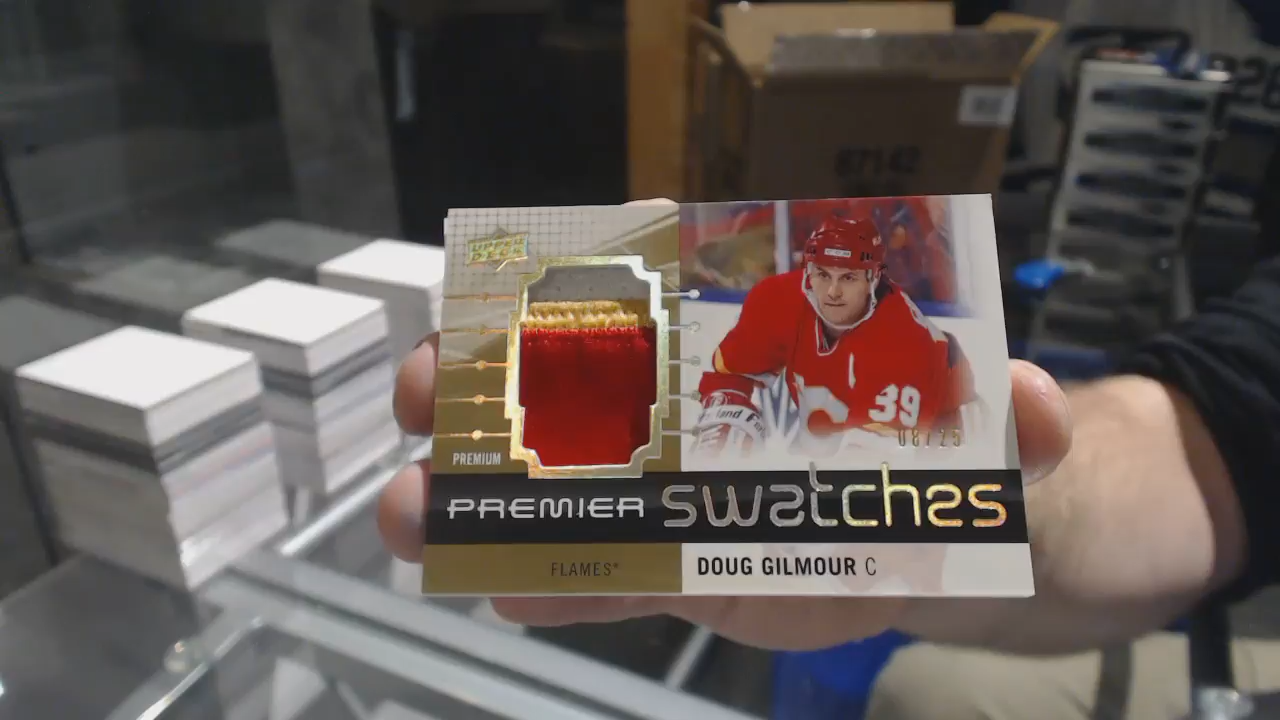 UPPER DECK
39
08/25
PREMIUM
PREMIER swatches
FLAMES*
DOUG GILMOUR C